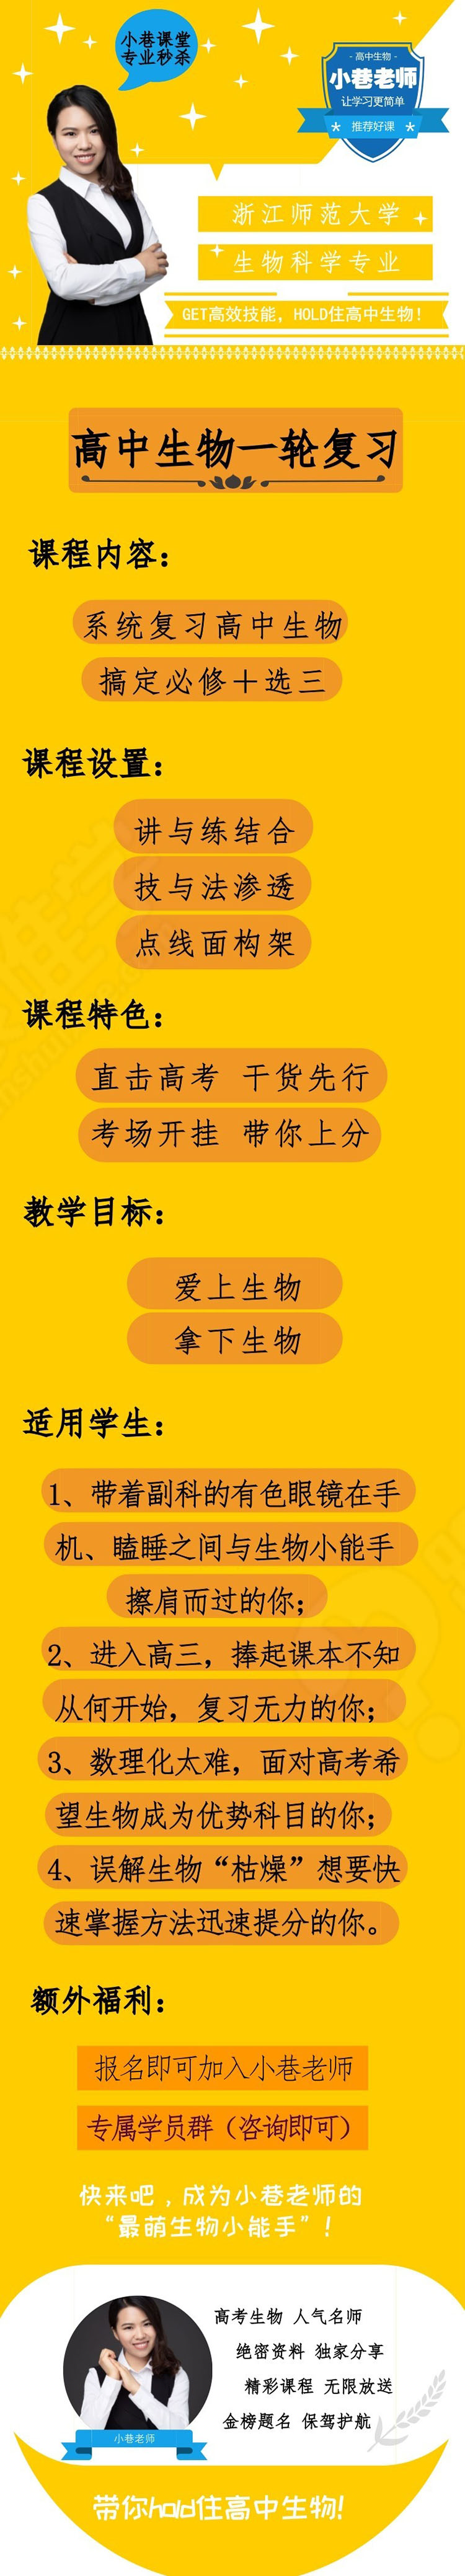 小巷课堂
专业秒杀
- 高中生物 -
小巷老师
让学习更简单
推荐好课
浙江师范大学
生物科学专业
GET高效技能，HOLD住高中生物！
高中生物一轮复习
课程内容：
系统复习高中生物
搞定必修＋选三
课程设置：
讲与练结合
技与法渗透
点线面构架
课程特色：
直击高考 干货先行
考场开挂 带你上分
教学目标：
爱上生物
拿下生物
适用学生：
1、带着副科的有色眼镜在手
机、瞌睡之间与生物小能手
擦肩而过的你；
2、进入高三，捧起课本不知
从何开始，复习无力的你；
3、数理化太难，面对高考希
望生物成为优势科目的你；
4、误解生物“枯燥”想要快
速掌握方法迅速提分的你。
额外福利：
报名即可加入小巷老师
专属学员群（咨询即可）
快来吧，成为小巷老师的
“最萌生物小能手”！
高考生物 人气名师
绝密资料 独家分享
精彩课程 无限放送
金榜题名 保驾护航
小巷老师
带你hold住高中生物!